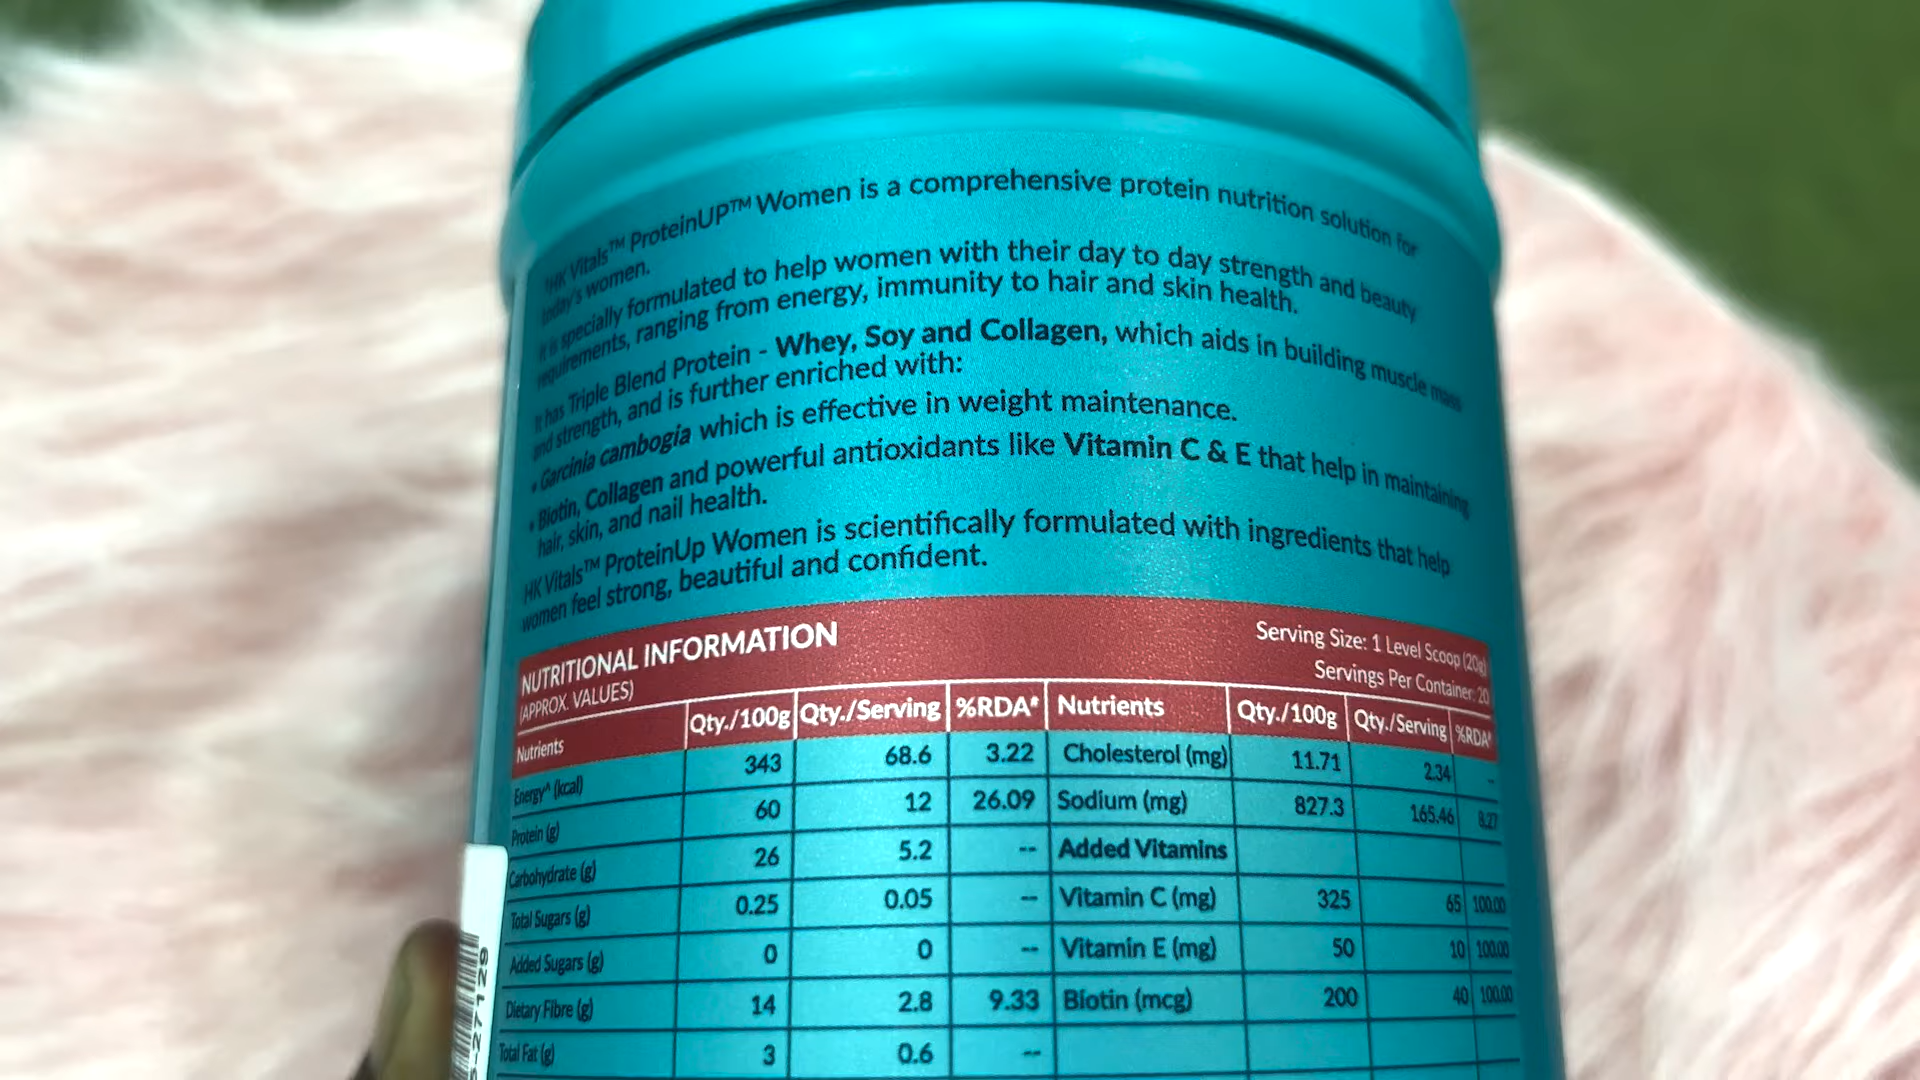 HK Vitals™ ProteinUP™ Women is a comprehensive protein nutrition solution for
today's women.
It is specially formulated to help women with their day to day strength and beauty
requirements, ranging from energy, immunity to hair and skin health.
It has Triple Blend Protein - Whey, Soy and Collagen, which aids in building muscle mass
and strength, and is further enriched with:
• Garcinia cambogia which is effective in weight maintenance.
• Biotin, Collagen and powerful antioxidants like Vitamin C & E that help in maintaining
hair, skin, and nail health.
HK Vitals™ ProteinUp Women is scientifically formulated with ingredients that help
women feel strong, beautiful and confident.
NUTRITIONAL INFORMATION
(APPROX. VALUES)
Serving Size: 1 Level Scoop (20g)
Servings Per Container: 20
Nutrients Qty./100g Qty./Serving %RDA* Nutrients Qty./100g Qty./Serving %RDA*
Energy^ (kcal) 343 68.6 3.22 Cholesterol (mg) 11.71 2.34 --
Protein (g) 60 12 26.09 Sodium (mg) 827.3 165.46 8.27
Carbohydrate (g) 26 5.2 -- Added Vitamins
Total Sugars (g) 0.25 0.05 -- Vitamin C (mg) 325 65 100.00
Added Sugars (g) 0 0 -- Vitamin E (mg) 50 10 100.00
Dietary Fibre (g) 14 2.8 9.33 Biotin (mcg) 200 40 100.00
Total Fat (g) 3 0.6 --
-27129